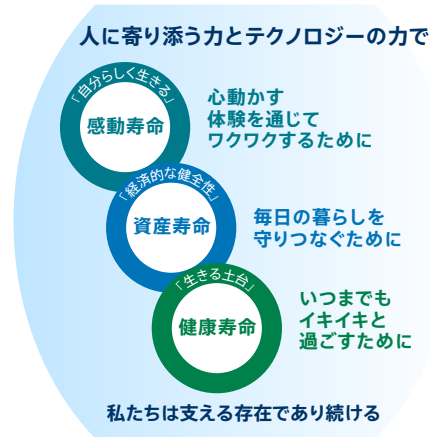 人に寄り添う力とテクノロジーの力で
「自分らしく生きる」
感動寿命
心動かす
体験を通じて
ワクワクするために
「経済的な健全性」
資産寿命
毎日の暮らしを
守りつなぐために
「生きる土台」
健康寿命
いつまでも
イキイキと
過ごすために
私たちは支える存在であり続ける